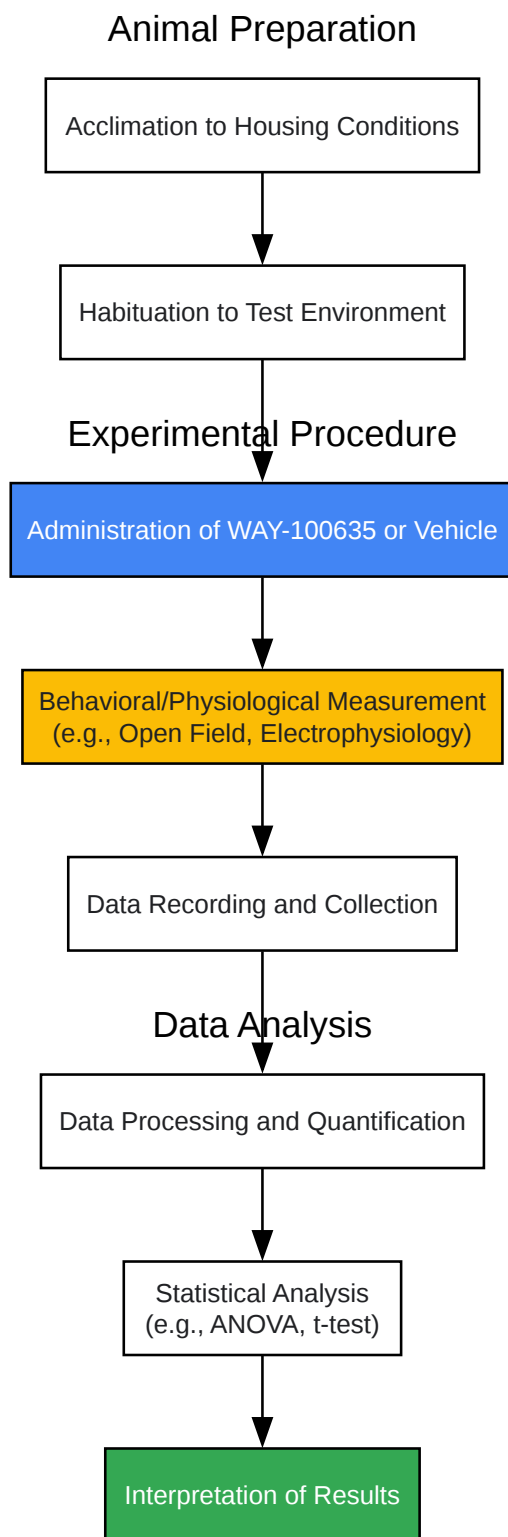 Animal Preparation
Acclimation to Housing Conditions
Habituation to Test Environment
Experimental Procedure
Administration of WAY-100635 or Vehicle
Behavioral/Physiological Measurement
(e.g., Open Field, Electrophysiology)
Data Recording and Collection
Data Analysis
Data Processing and Quantification
Statistical Analysis
(e.g., ANOVA, t-test)
Interpretation of Results